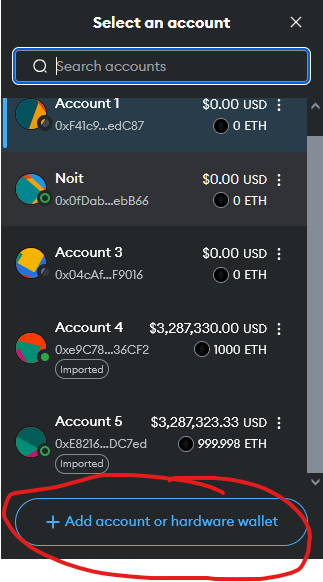 Select an account
Search accounts
Account 1 $0.00 USD
0xF41c9...edC87 0 ETH
Noit $0.00 USD
0x0fDab...ebB66 0 ETH
Account 3 $0.00 USD
0x04cAf...F9016 0 ETH
Account 4 $3,287,330.00 USD
0xe9C78...36CF2 1000 ETH
Imported
Account 5 $3,287,323.33 USD
0xE8216...DC7ed 999.998 ETH
Imported
+ Add account or hardware wallet